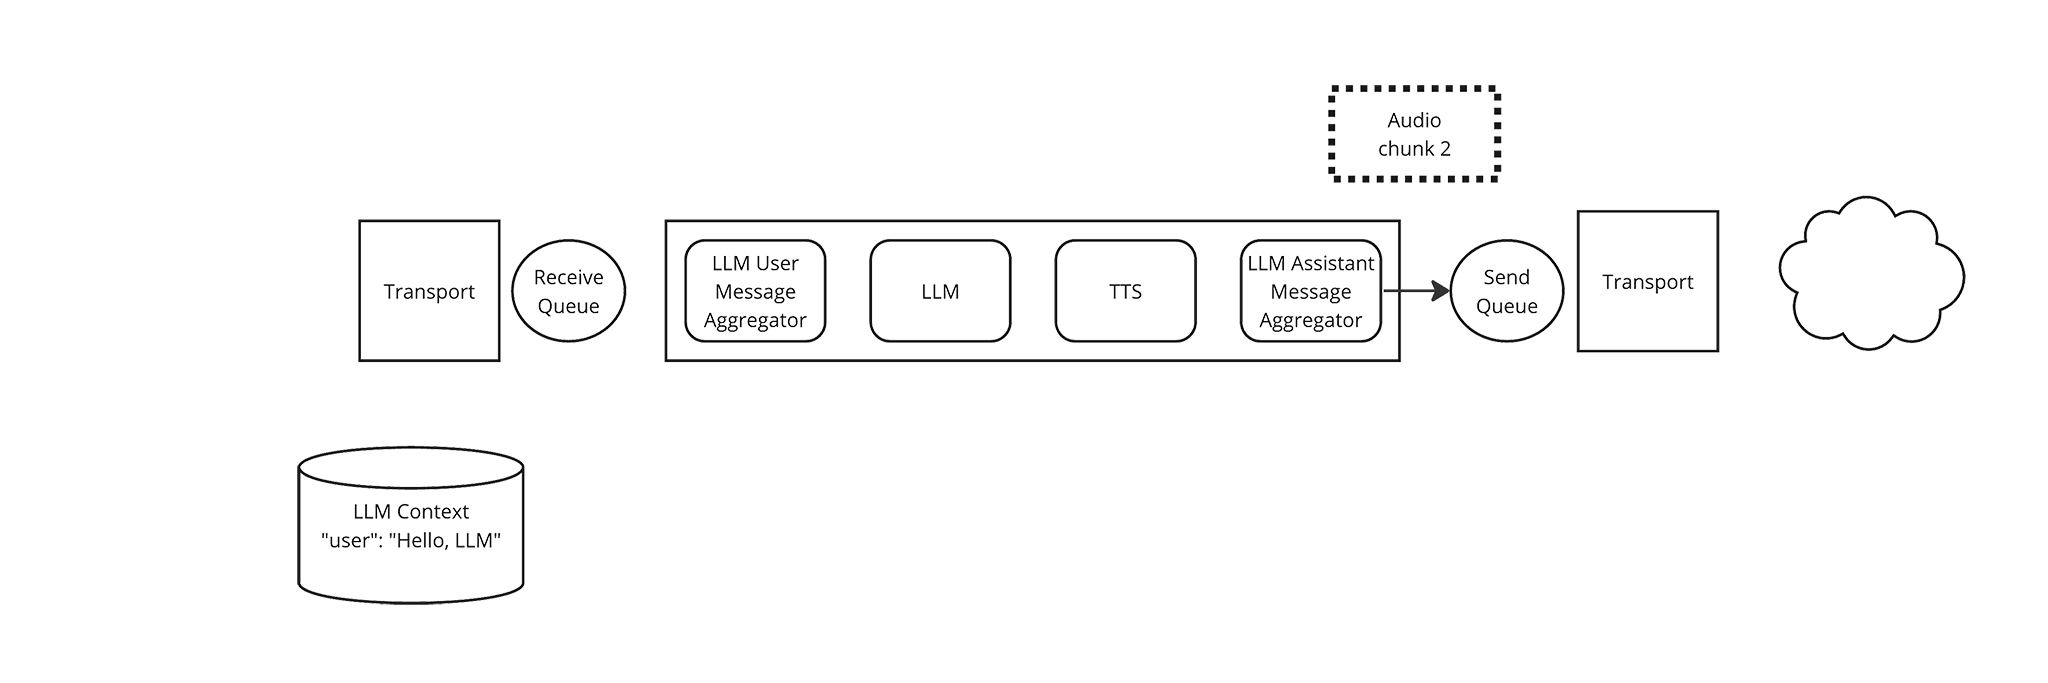 Audio
chunk 2
Transport
Receive
Queue
LLM User
Message
Aggregator
LLM
TTS
LLM Assistant
Message
Aggregator
Send
Queue
Transport
LLM Context
"user": "Hello, LLM"